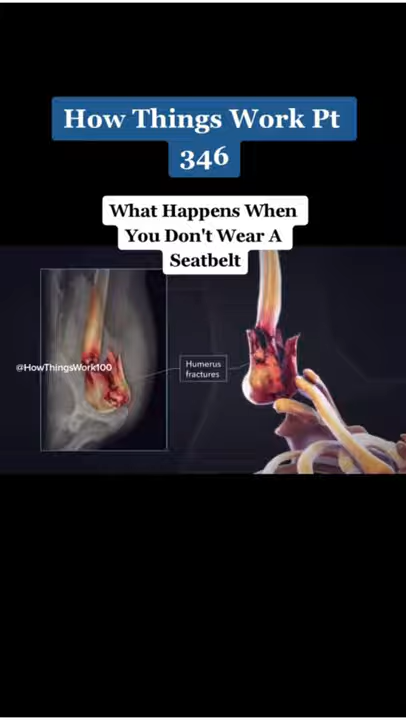 How Things Work Pt
346
What Happens When
You Don't Wear A
Seatbelt
@HowThingsWork100
Humerus
fractures